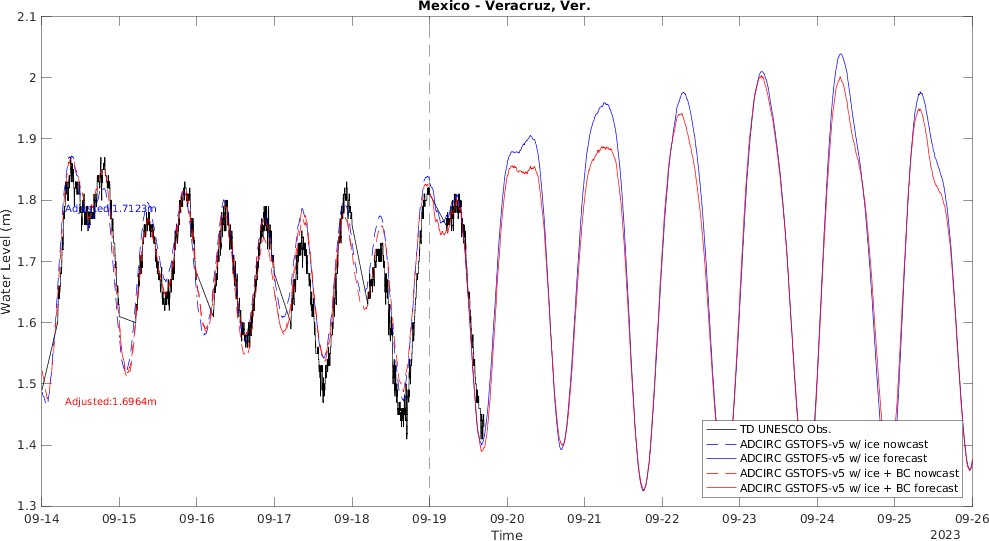 Mexico - Veracruz, Ver.
2.1
2
1.9
1.8
1.7
1.6
1.5
1.4
1.3
Water Level (m)
Adjusted:1.7123m
Adjusted:1.6964m
TD UNESCO Obs.
ADCIRC GSTOFS-v5 w/ ice nowcast
ADCIRC GSTOFS-v5 w/ ice forecast
ADCIRC GSTOFS-v5 w/ ice + BC nowcast
ADCIRC GSTOFS-v5 w/ ice + BC forecast
09-14 09-15 09-16 09-17 09-18 09-19 09-20 09-21 09-22 09-23 09-24 09-25 09-26
Time
2023